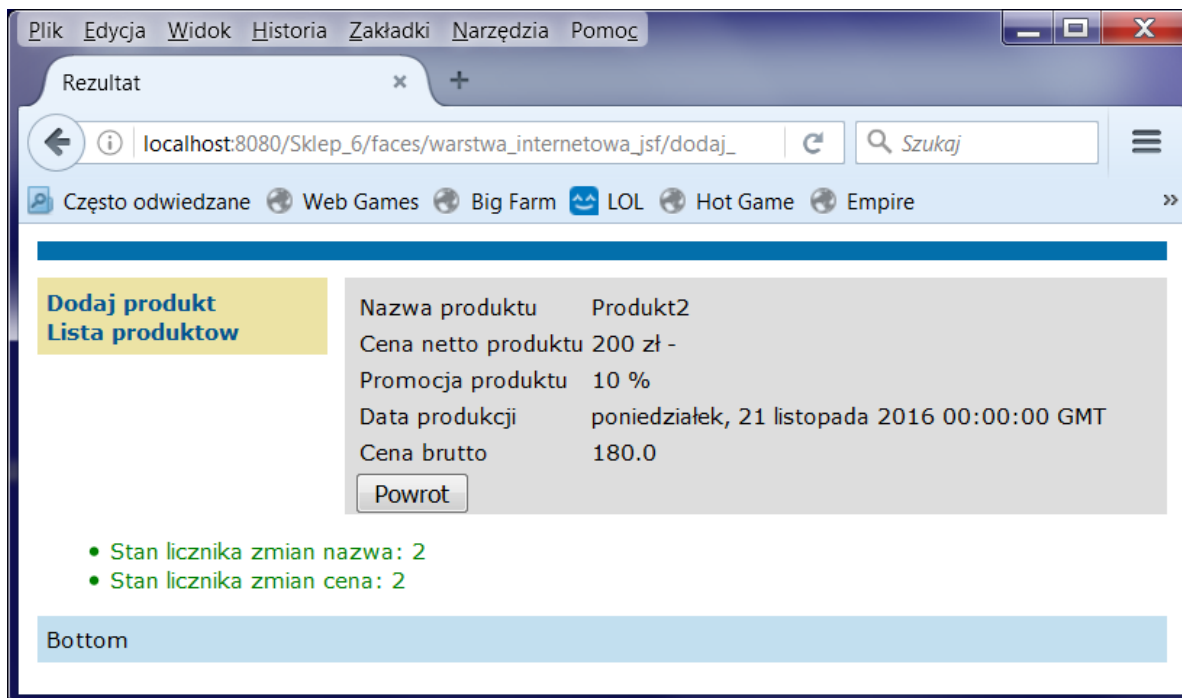 Plik Edycja Widok Historia Zakładki Narzędzia Pomoc
Rezultat
localhost:8080/Sklep_6/faces/warstwa_internetowa_jsf/dodaj_
Szukaj
Często odwiedzane Web Games Big Farm LOL Hot Game Empire
Dodaj produkt
Lista produktow
Nazwa produktu Produkt2
Cena netto produktu 200 zł -
Promocja produktu 10 %
Data produkcji poniedziałek, 21 listopada 2016 00:00:00 GMT
Cena brutto 180.0
Powrot
• Stan licznika zmian nazwa: 2
• Stan licznika zmian cena: 2
Bottom